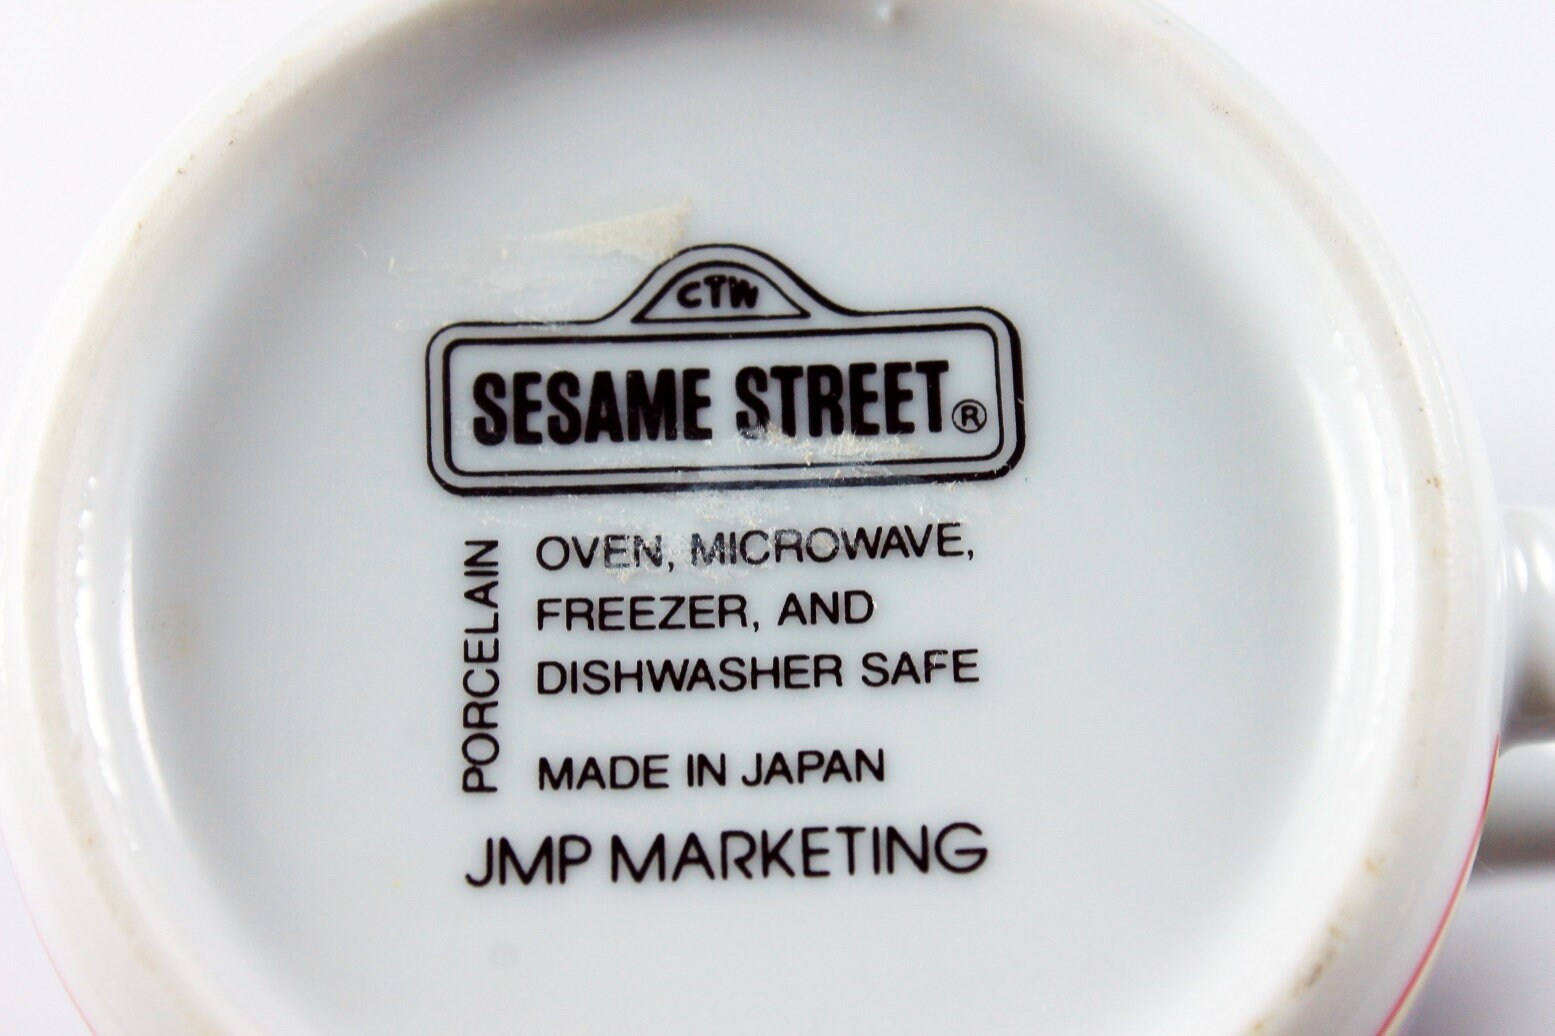 CTW
SESAME STREET®
PORCELAIN
OVEN, MICROWAVE,
FREEZER, AND
DISHWASHER SAFE
MADE IN JAPAN
JMP MARKETING